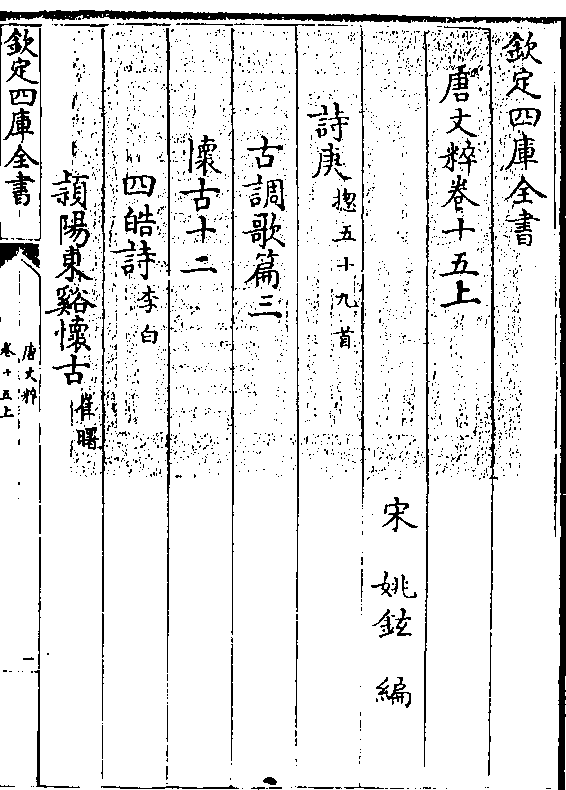 欽定四庫全書
唐文粹卷十五上
宋 姚鉉 編
詩庚 揔五十九首
古調歌篇三
懷古十二
四皓詩 李白
潁陽東谿懷古 崔曙
欽定四庫全書
唐文粹
卷十五上
一